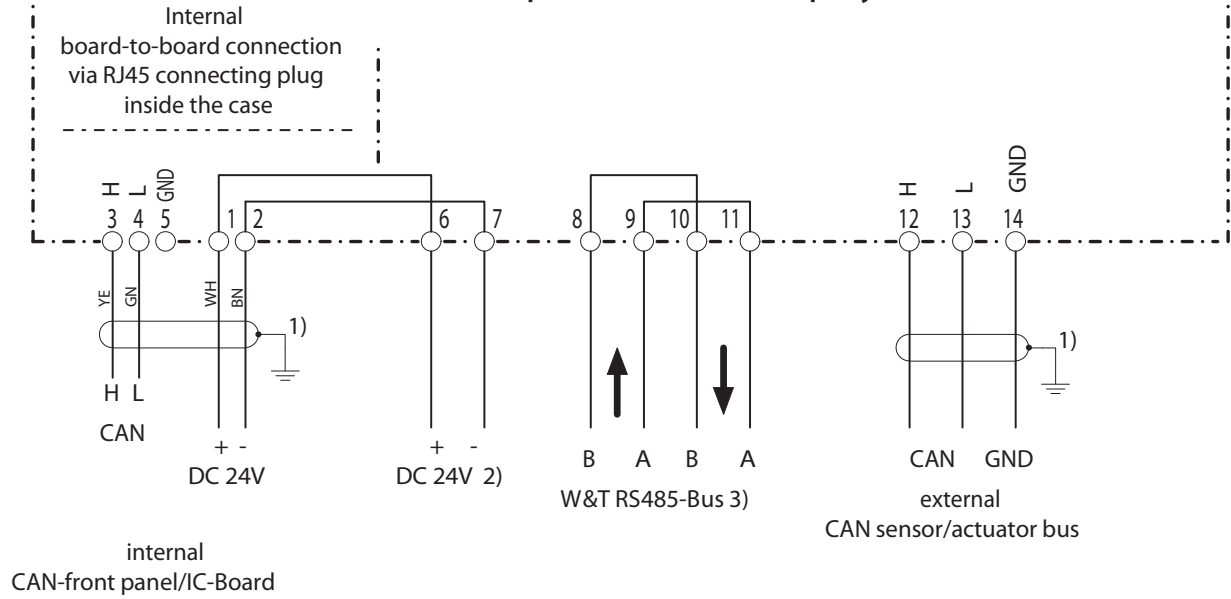 Internal
board-to-board connection
via RJ45 connecting plug
inside the case
H L GND
3 4 5 1 2 6 7 8 9 10 11
H L GND
12 13 14
YE GN WH BN
1)
1)
H L
CAN
+ -
DC 24V
+ -
DC 24V 2)
B A B A
W&T RS485-Bus 3)
CAN GND
external
CAN sensor/actuator bus
internal
CAN-front panel/IC-Board